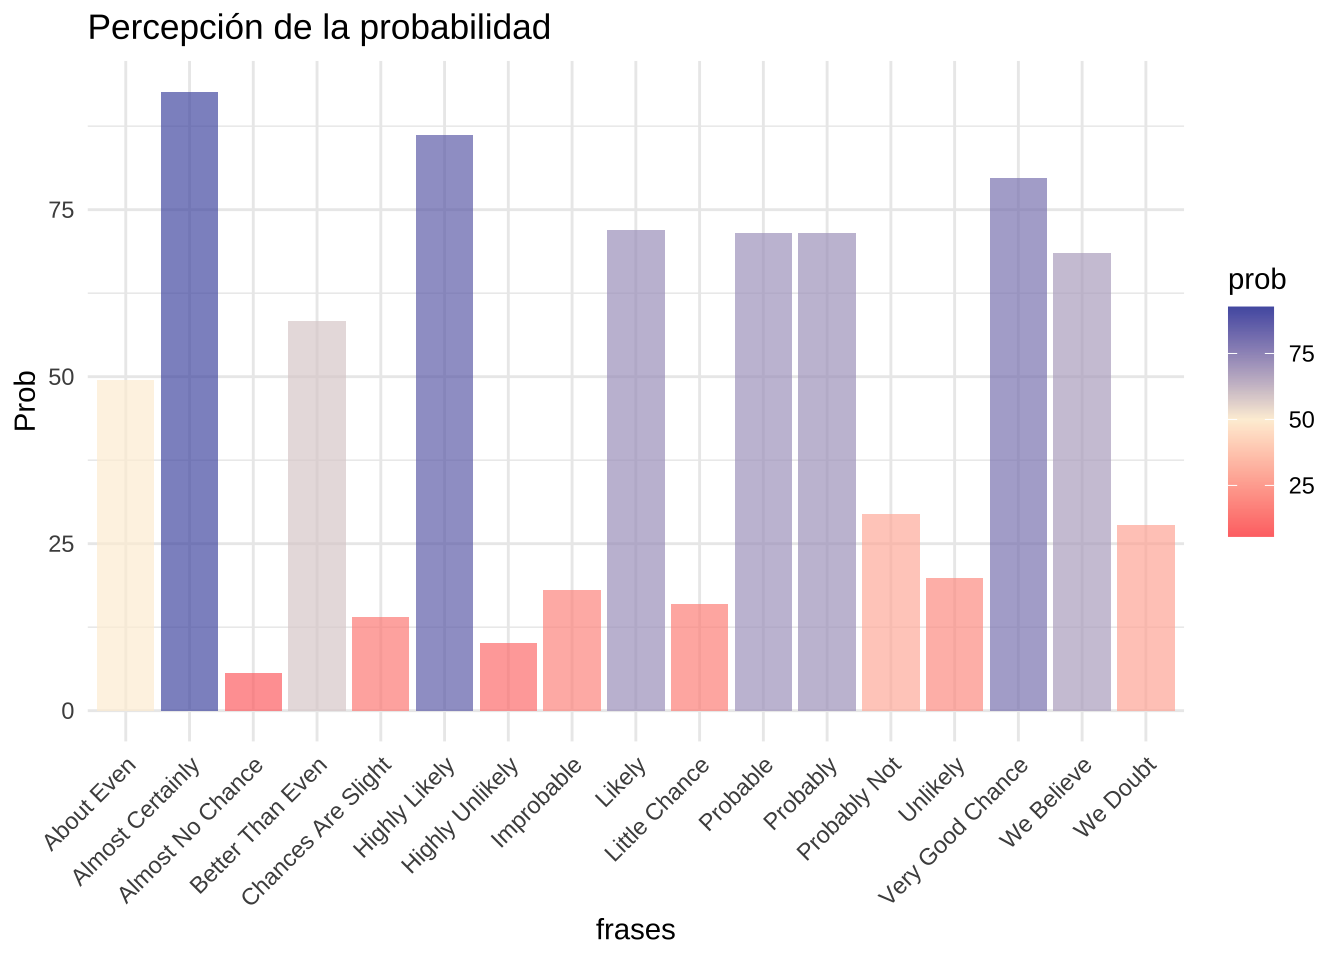 Percepción de la probabilidad
Prob
75
50
25
0
About Even
Almost Certainly
Almost No Chance
Better Than Even
Chances Are Slight
Highly Likely
Highly Unlikely
Improbable
Likely
Little Chance
Probable
Probably
Probably Not
Unlikely
Very Good Chance
We Believe
We Doubt
frases
prob
75
50
25